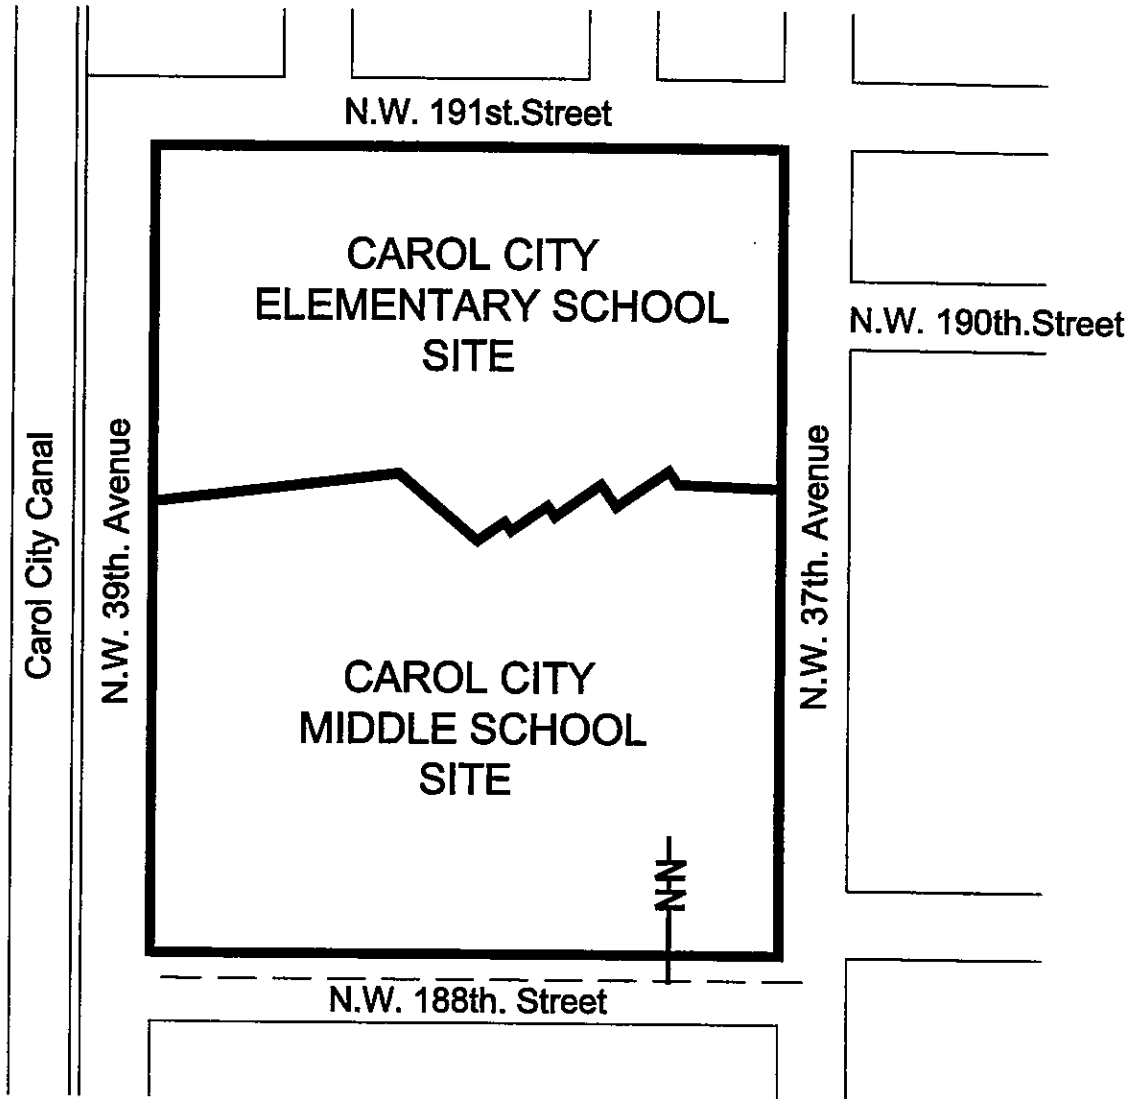 N.W. 191st.Street
CAROL CITY
ELEMENTARY SCHOOL
SITE
N.W. 190th.Street
Carol City Canal
N.W. 39th. Avenue
N.W. 37th. Avenue
CAROL CITY
MIDDLE SCHOOL
SITE
N
N.W. 188th. Street